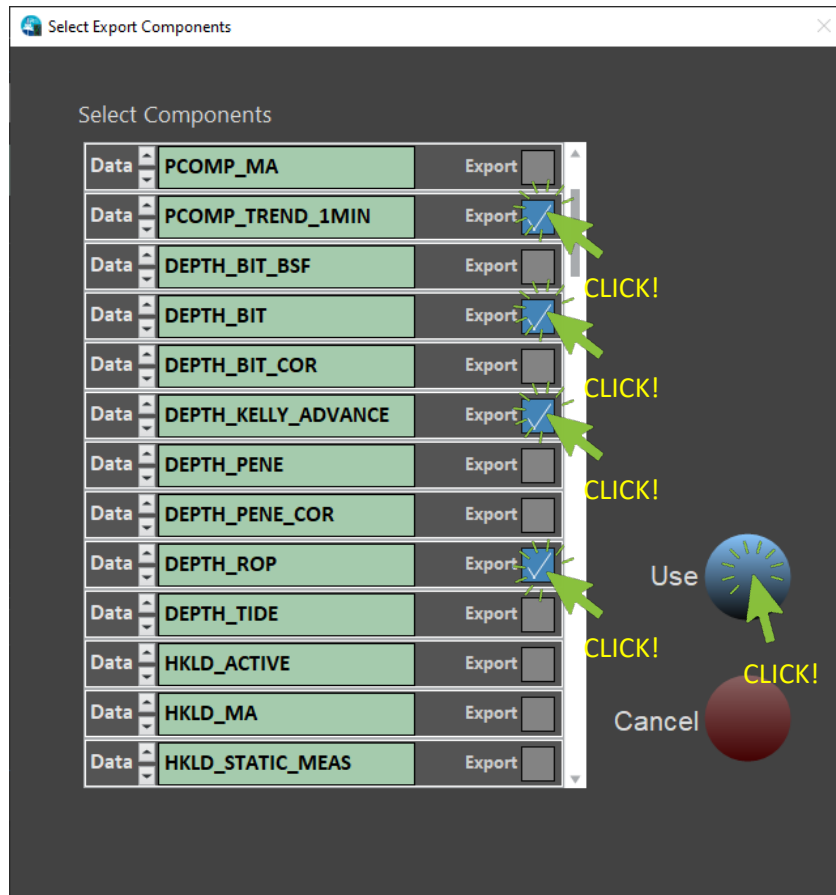 Select Export Components
Select Components
Data PCOMP_MA Export
Data PCOMP_TREND_1MIN Export
Data DEPTH_BIT_BSF Export
CLICK!
Data DEPTH_BIT Export
Data DEPTH_BIT_COR Export
CLICK!
Data DEPTH_KELLY_ADVANCE Export
Data DEPTH_PENE Export
CLICK!
Data DEPTH_PENE_COR Export
Data DEPTH_ROP Export
Use
Data DEPTH_TIDE Export
CLICK!
Data HKLD_ACTIVE Export
CLICK!
Data HKLD_MA Export
Cancel
Data HKLD_STATIC_MEAS Export